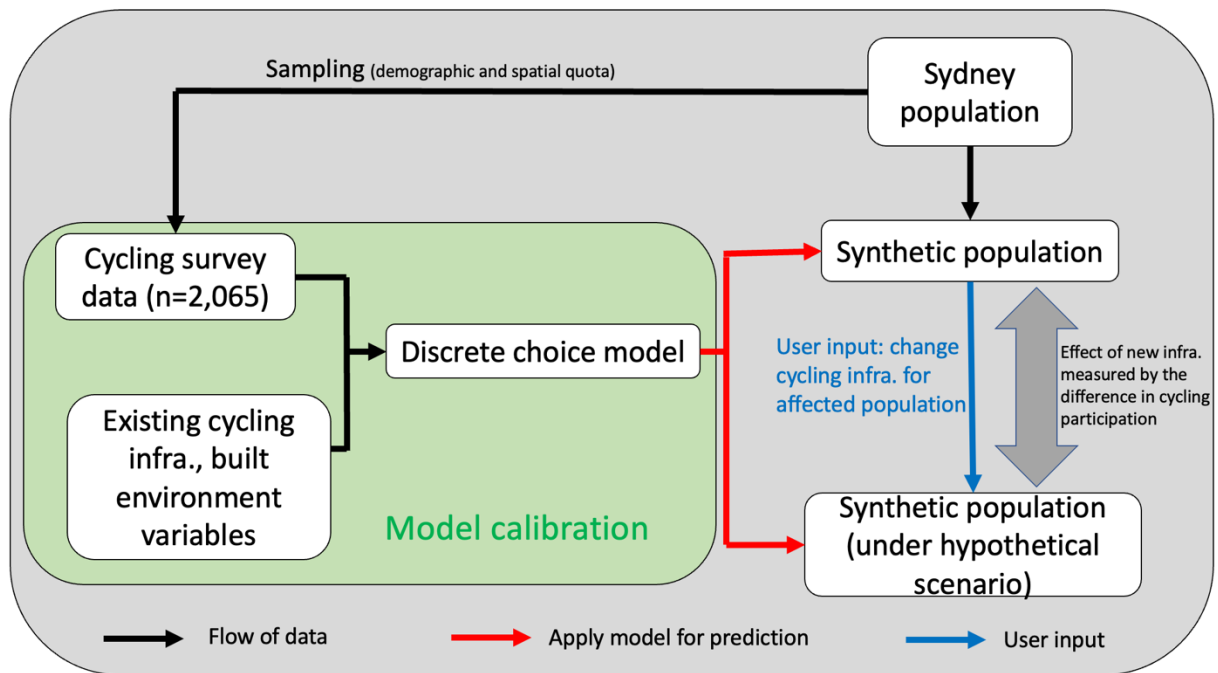 Sampling (demographic and spatial quota)
Sydney
population
Cycling survey
data (n=2,065)
Synthetic population
Discrete choice model
User input: change
cycling infra. for
affected population
Effect of new infra.
measured by the
difference in cycling
participation
Existing cycling
infra., built
environment
variables
Model calibration
Synthetic population
(under hypothetical
scenario)
Flow of data
Apply model for prediction
User input